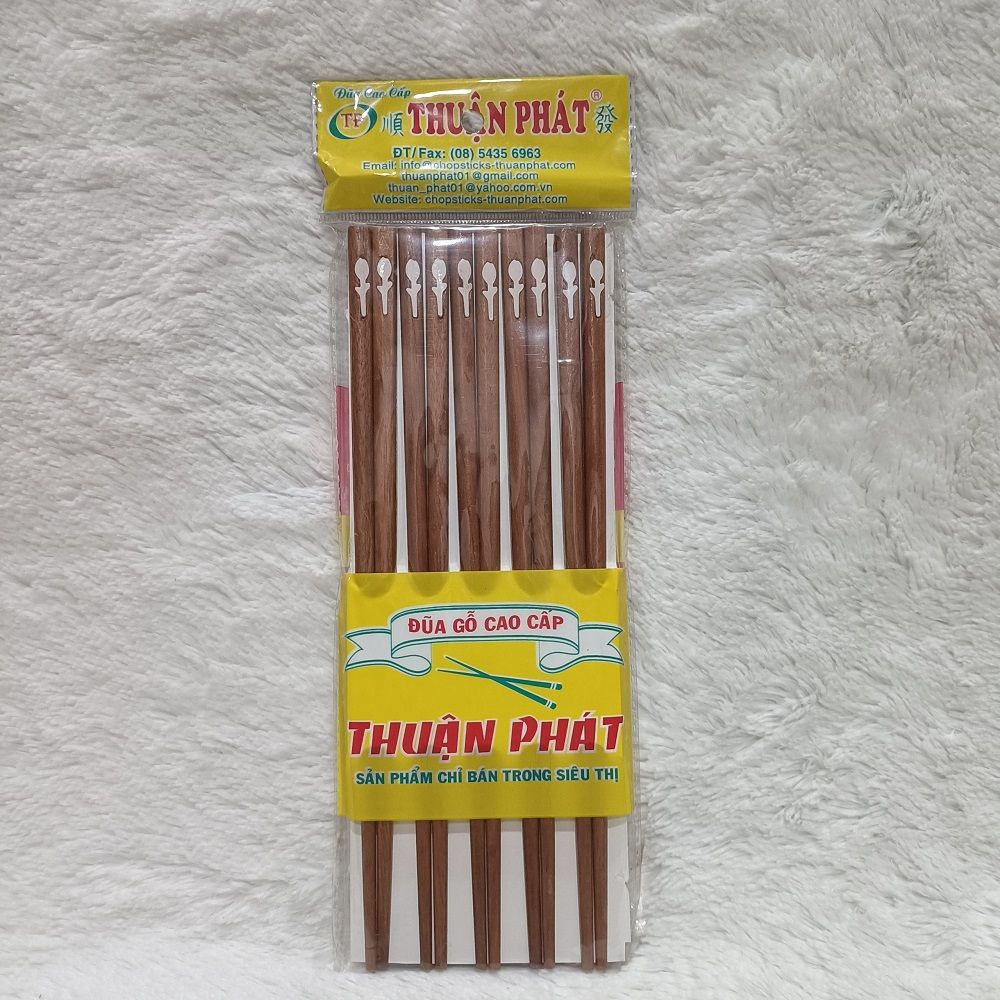 Đũa Cao Cấp
TP 順 THUẬN PHÁT ® 發
ĐT/Fax: (08) 5435 6963
Email: info@chopsticks-thuanphat.com
thuanphat01@gmail.com
thuan_phat01@yahoo.com.vn
Website: chopsticks-thuanphat.com
ĐŨA GỖ CAO CẤP
THUẬN PHÁT
SẢN PHẨM CHỈ BÁN TRONG SIÊU THỊ